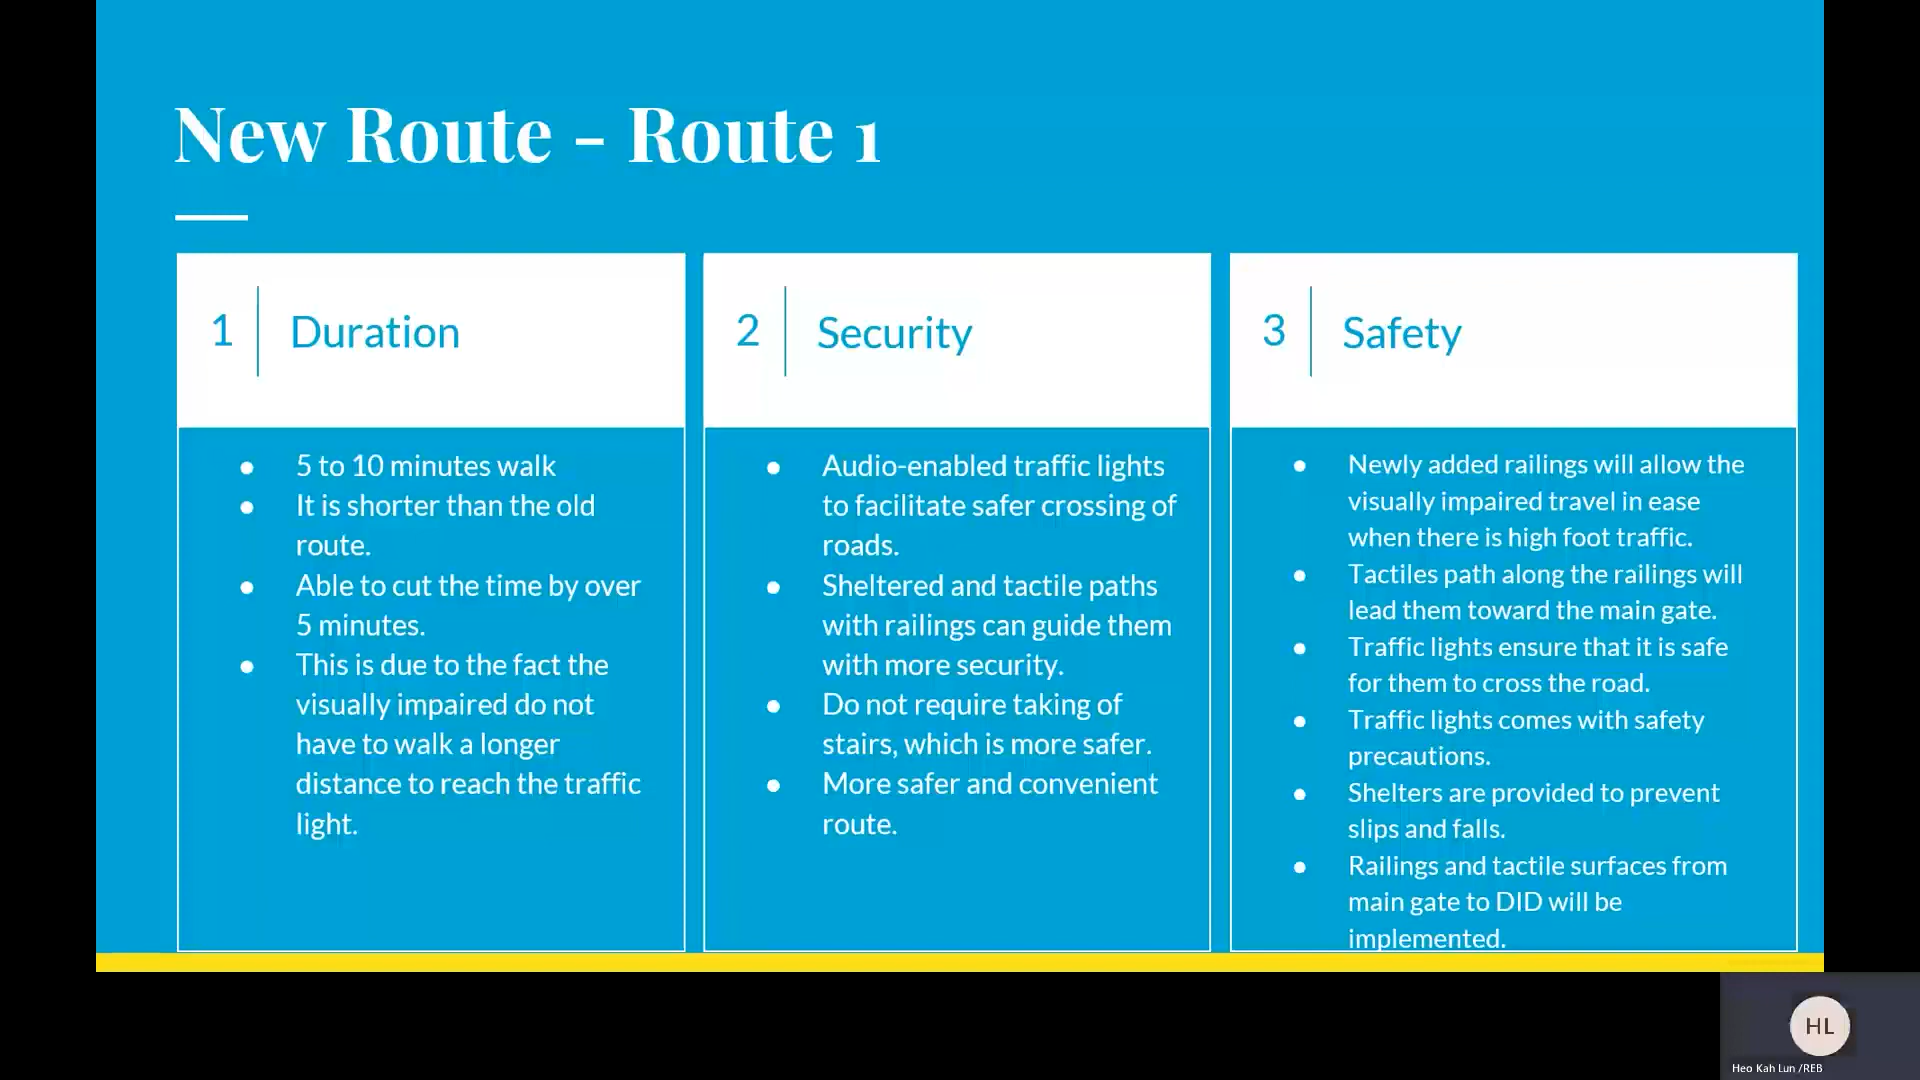 New Route - Route 1
1 Duration
● 5 to 10 minutes walk
● It is shorter than the old
route.
● Able to cut the time by over
5 minutes.
● This is due to the fact the
visually impaired do not
have to walk a longer
distance to reach the traffic
light.
2 Security
● Audio-enabled traffic lights
to facilitate safer crossing of
roads.
● Sheltered and tactile paths
with railings can guide them
with more security.
● Do not require taking of
stairs, which is more safer.
● More safer and convenient
route.
3 Safety
● Newly added railings will allow the
visually impaired travel in ease
when there is high foot traffic.
● Tactiles path along the railings will
lead them toward the main gate.
● Traffic lights ensure that it is safe
for them to cross the road.
● Traffic lights comes with safety
precautions.
● Shelters are provided to prevent
slips and falls.
● Railings and tactile surfaces from
main gate to DID will be
implemented.
HL
Heo Kah Lun /REB